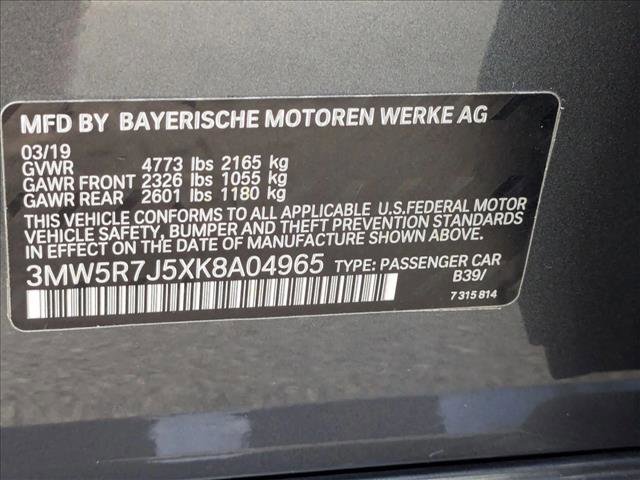 MFD BY BAYERISCHE MOTOREN WERKE AG
03/19
GVWR 4773 lbs 2165 kg
GAWR FRONT 2326 lbs 1055 kg
GAWR REAR 2601 lbs 1180 kg
THIS VEHICLE CONFORMS TO ALL APPLICABLE U.S.FEDERAL MOTOR
VEHICLE SAFETY, BUMPER AND THEFT PREVENTION STANDARDS
IN EFFECT ON THE DATE OF MANUFACTURE SHOWN ABOVE.
3MW5R7J5XK8A04965 TYPE: PASSENGER CAR
B39/
7 315 814